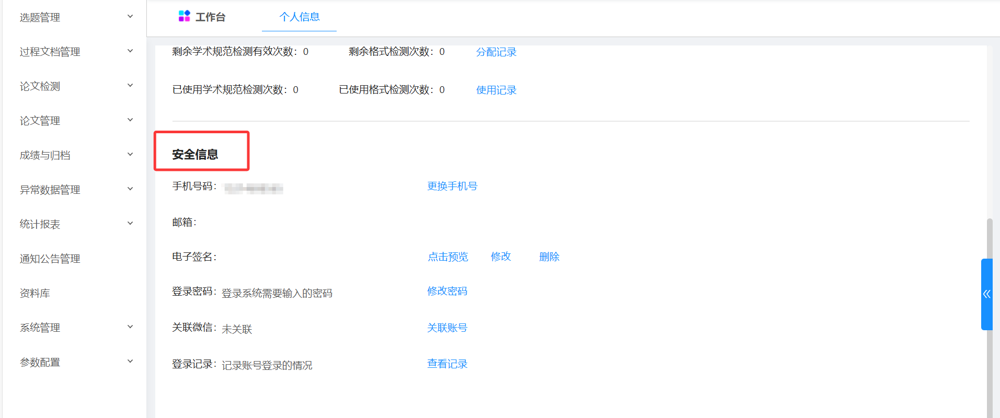 选题管理
过程文档管理
论文检测
论文管理
成绩与归档
异常数据管理
统计报表
通知公告管理
资料库
系统管理
参数配置
工作台 个人信息
剩余学术规范检测有效次数：0 剩余格式检测次数：0 分配记录
已使用学术规范检测次数：0 已使用格式检测次数：0 使用记录
安全信息
手机号码： 更换手机号
邮箱：
电子签名： 点击预览 修改 删除
登录密码：登录系统需要输入的密码 修改密码
关联微信：未关联 关联账号
登录记录：记录账号登录的情况 查看记录